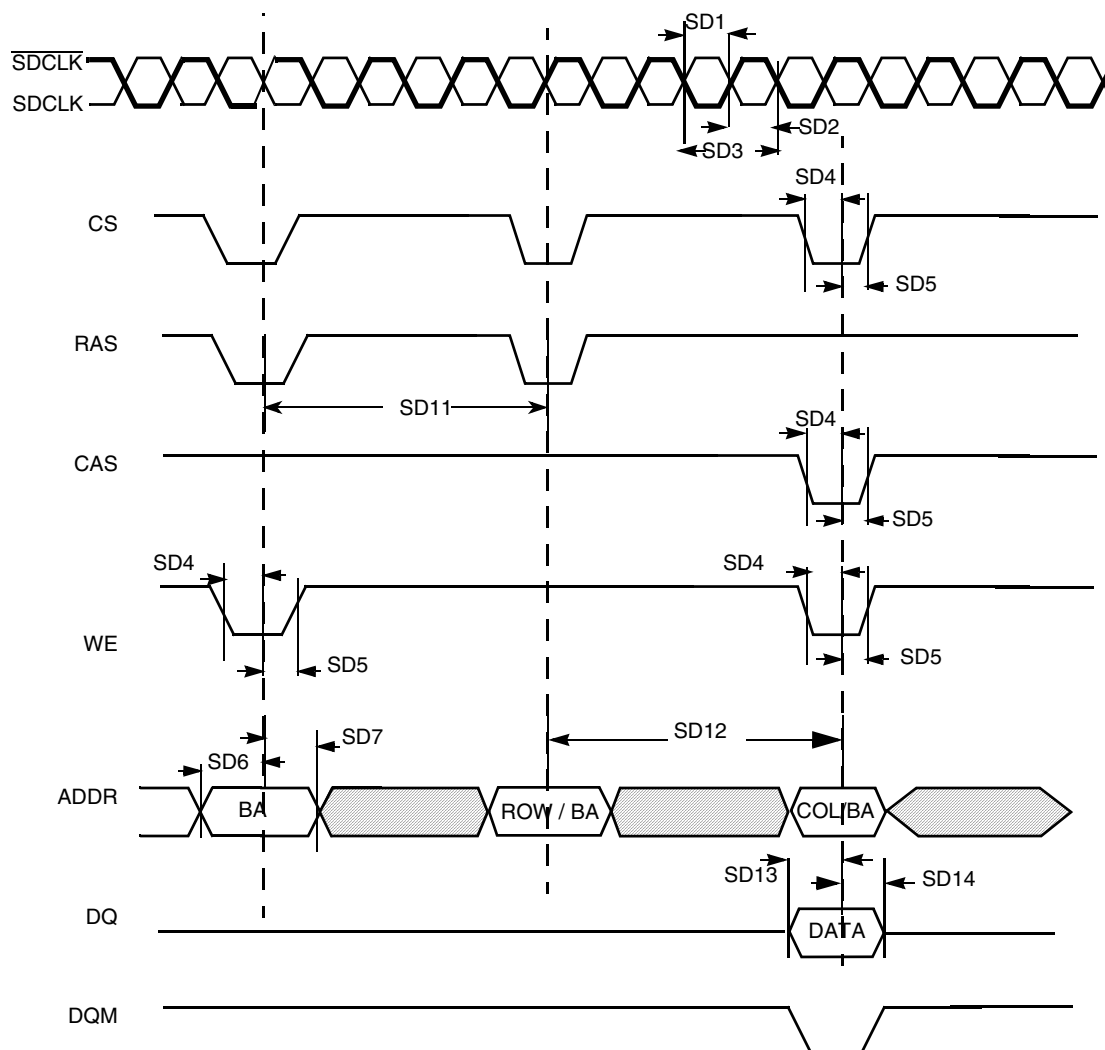 SD1
SDCLK
SDCLK
SD2
SD3
SD4
CS
SD5
RAS
SD11
SD4
CAS
SD5
SD4
SD4
WE
SD5
SD5
SD12
SD7
SD6
ADDR
BA
ROW / BA
COL/BA
SD13
SD14
DQ
DATA
DQM